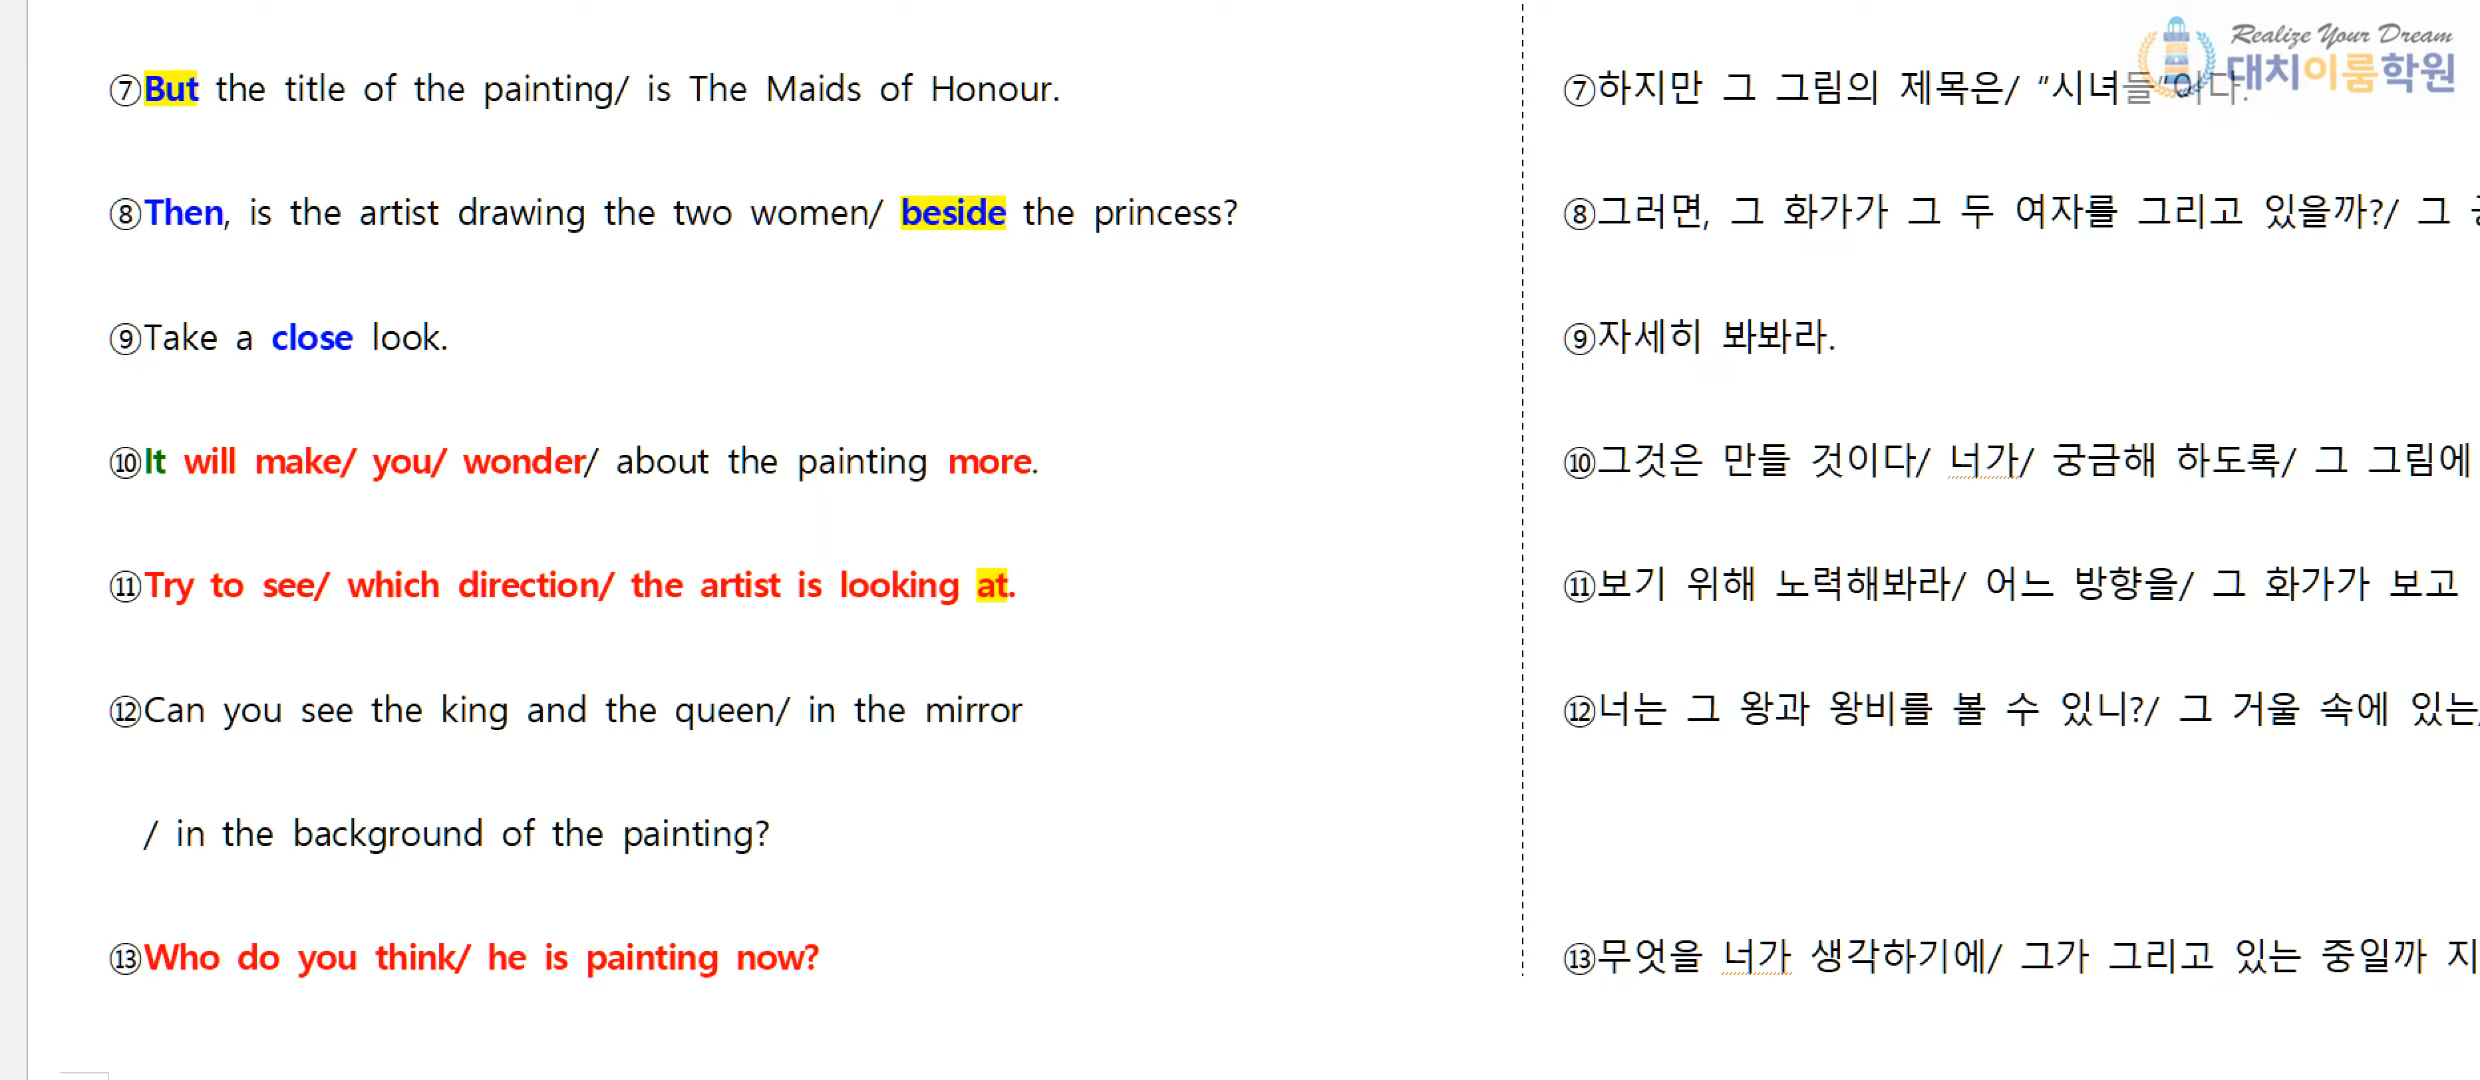 Realize Your Dream
대치이룸학원
⑦But the title of the painting/ is The Maids of Honour.
⑧Then, is the artist drawing the two women/ beside the princess?
⑨Take a close look.
⑩It will make/ you/ wonder/ about the painting more.
⑪Try to see/ which direction/ the artist is looking at.
⑫Can you see the king and the queen/ in the mirror
/ in the background of the painting?
⑬Who do you think/ he is painting now?
⑦하지만 그 그림의 제목은/ "시녀들"이다.
⑧그러면, 그 화가가 그 두 여자를 그리고 있을까?/ 그
⑨자세히 봐봐라.
⑩그것은 만들 것이다/ 너가/ 궁금해 하도록/ 그 그림에
⑪보기 위해 노력해봐라/ 어느 방향을/ 그 화가가 보고
⑫너는 그 왕과 왕비를 볼 수 있니?/ 그 거울 속에 있는
⑬무엇을 너가 생각하기에/ 그가 그리고 있는 중일까 지